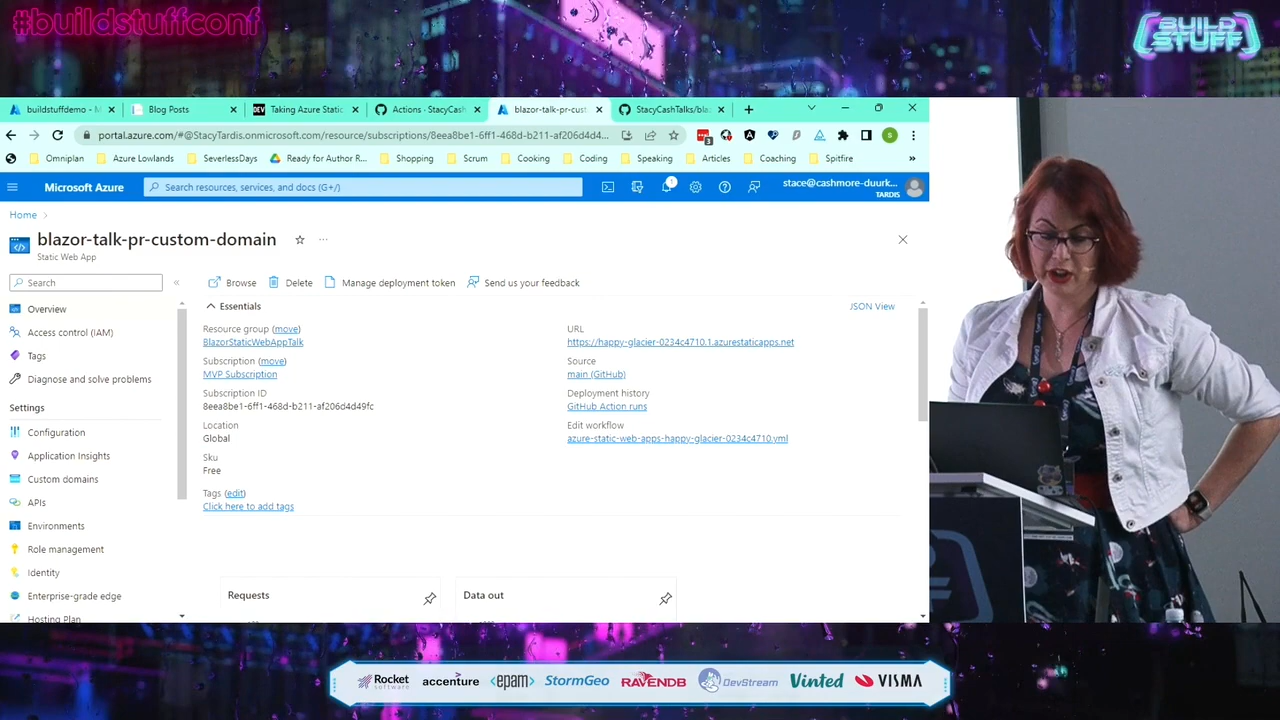 #buildstuffconf
BUILD
STUFF
buildstuffdemo - M
Blog Posts
DEV
Taking Azure Static
Actions · StacyCash
blazor-talk-pr-cust
StacyCashTalks/bla
portal.azure.com/#@StacyTardis.onmicrosoft.com/resource/subscriptions/8eea8be1-6ff1-468d-b211-af206d4d4...
3
S
Omniplan
Azure Lowlands
SeverlessDays
Ready for Author R...
Shopping
Scrum
Cooking
Coding
Speaking
Articles
Coaching
Spitfire
»
Microsoft Azure
Search resources, services, and docs (G+/)
1
stace@cashmore-duurk...
TARDIS
Home >
blazor-talk-pr-custom-domain
...
Static Web App
Search
«
Browse
Delete
Manage deployment token
Send us your feedback
Overview
Access control (IAM)
Tags
Diagnose and solve problems
Settings
Configuration
Application Insights
Custom domains
APIs
Environments
Role management
Identity
Enterprise-grade edge
Hosting Plan
Essentials
JSON View
Resource group (move)
BlazorStaticWebAppTalk
Subscription (move)
MVP Subscription
Subscription ID
8eea8be1-6ff1-468d-b211-af206d4d49fc
Location
Global
Sku
Free
Tags (edit)
Click here to add tags
URL
https://happy-glacier-0234c4710.1.azurestaticapps.net
Source
main (GitHub)
Deployment history
GitHub Action runs
Edit workflow
azure-static-web-apps-happy-glacier-0234c4710.yml
Requests
Data out
Rocket
software
accenture
<epam>
StormGeo
RAVENDB
DevStream
Vinted
VISMA